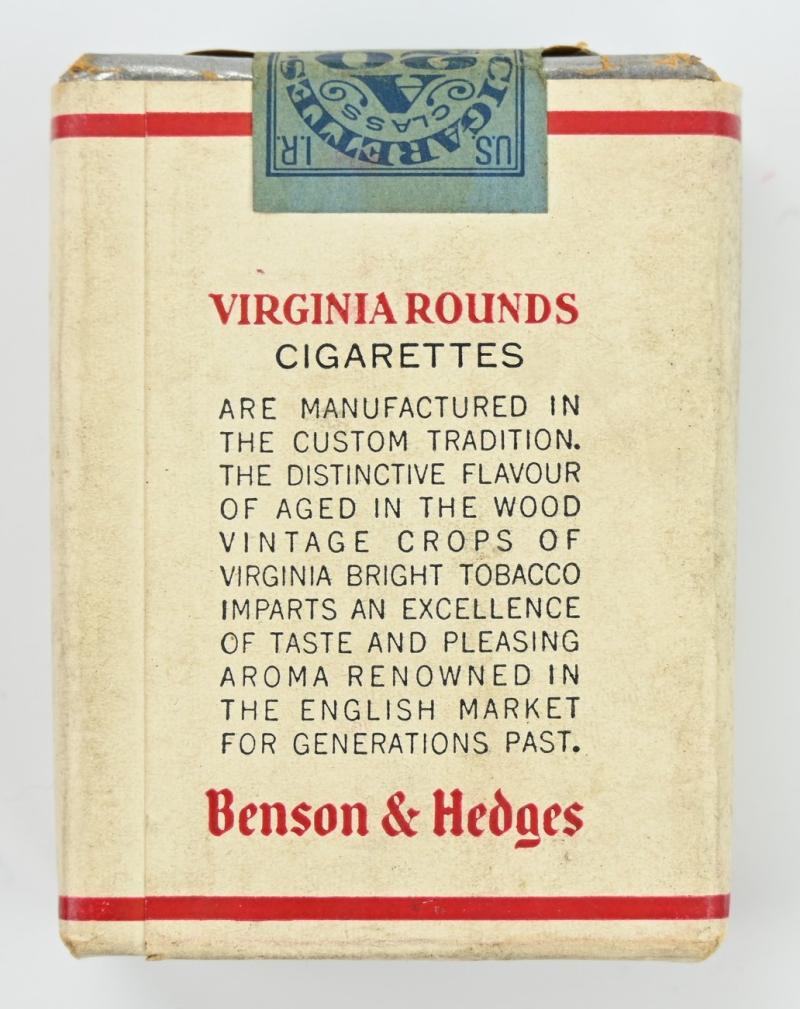 20
A
CLASS
CIGARETTES
U.S. I.R.
VIRGINIA ROUNDS
CIGARETTES
ARE MANUFACTURED IN
THE CUSTOM TRADITION.
THE DISTINCTIVE FLAVOUR
OF AGED IN THE WOOD
VINTAGE CROPS OF
VIRGINIA BRIGHT TOBACCO
IMPARTS AN EXCELLENCE
OF TASTE AND PLEASING
AROMA RENOWNED IN
THE ENGLISH MARKET
FOR GENERATIONS PAST.
Benson & Hedges